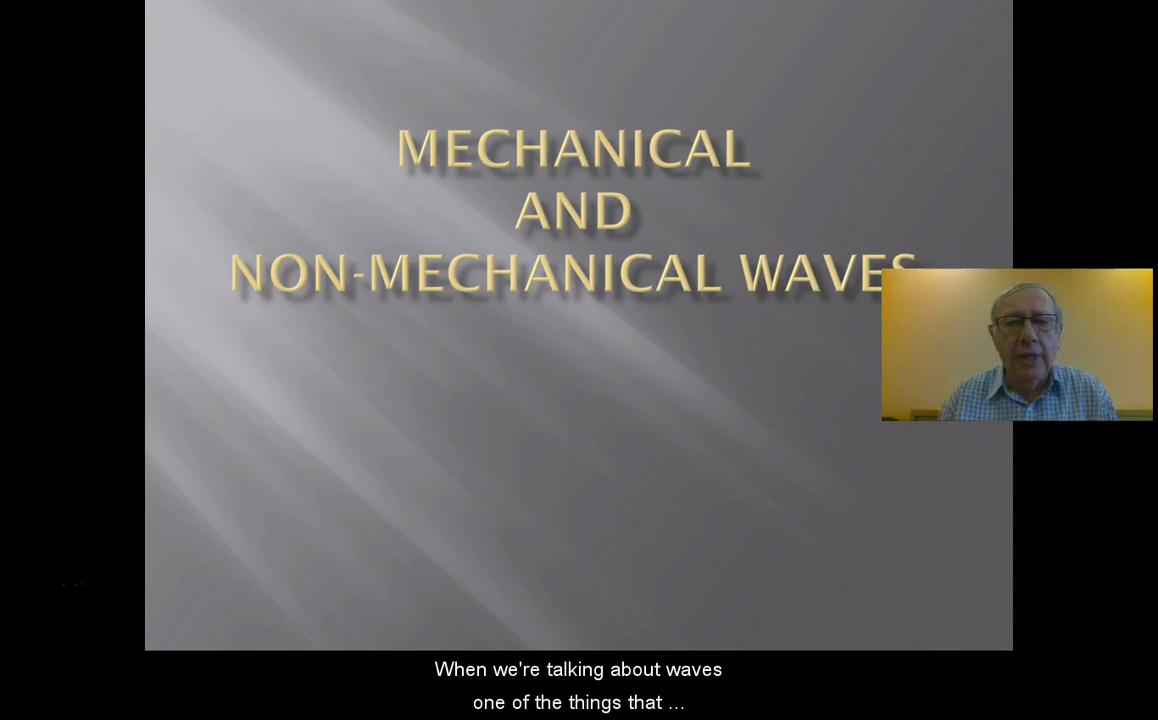 MECHANICAL
AND
NON-MECHANICAL WAVES
When we're talking about waves
one of the things that ...